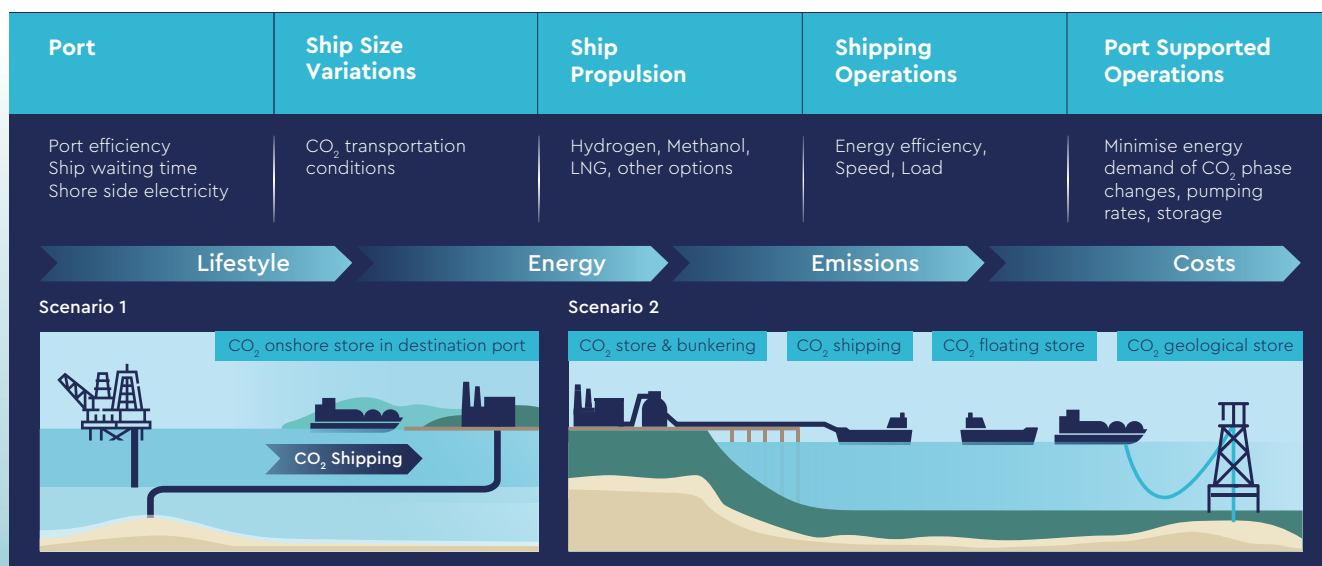 Port
Ship Size
Variations
Ship
Propulsion
Shipping
Operations
Port Supported
Operations
Port efficiency
Ship waiting time
Shore side electricity
CO₂ transportation
conditions
Hydrogen, Methanol,
LNG, other options
Energy efficiency,
Speed, Load
Minimise energy
demand of CO₂ phase
changes, pumping
rates, storage
Lifestyle
Energy
Emissions
Costs
Scenario 1
CO₂ onshore store in destination port
CO₂ Shipping
Scenario 2
CO₂ store & bunkering
CO₂ shipping
CO₂ floating store
CO₂ geological store